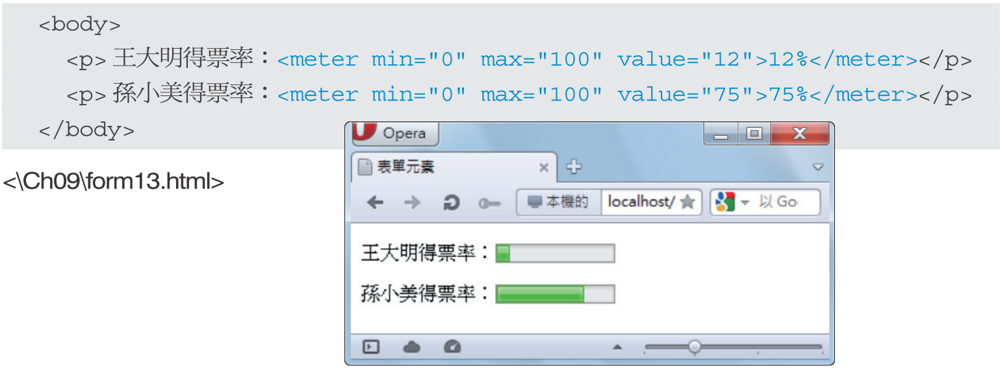 <body>
<p> 王大明得票率：<meter min="0" max="100" value="12">12%</meter></p>
<p> 孫小美得票率：<meter min="0" max="100" value="75">75%</meter></p>
</body>
<\Ch09\form13.html>
Opera
表單元素
本機的 localhost/ 以 Go
王大明得票率：
孫小美得票率：